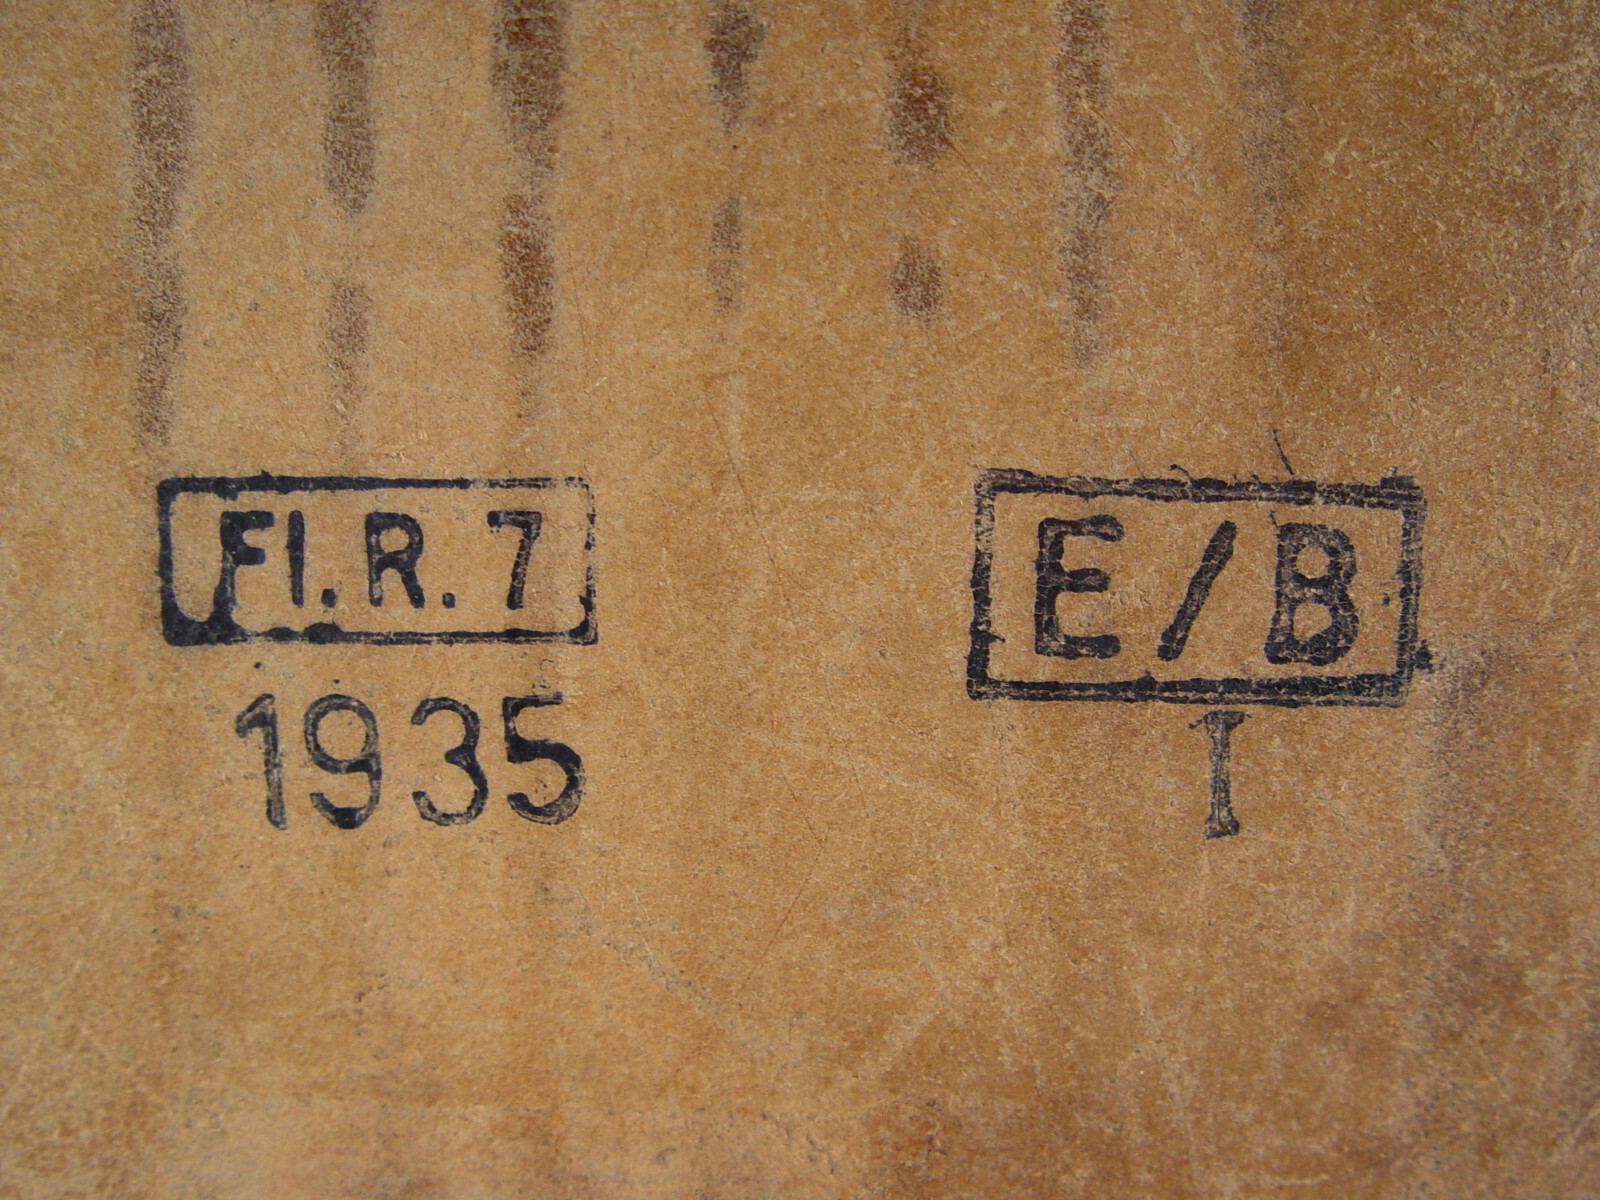 Fl. R. 7
1935
E/B
I